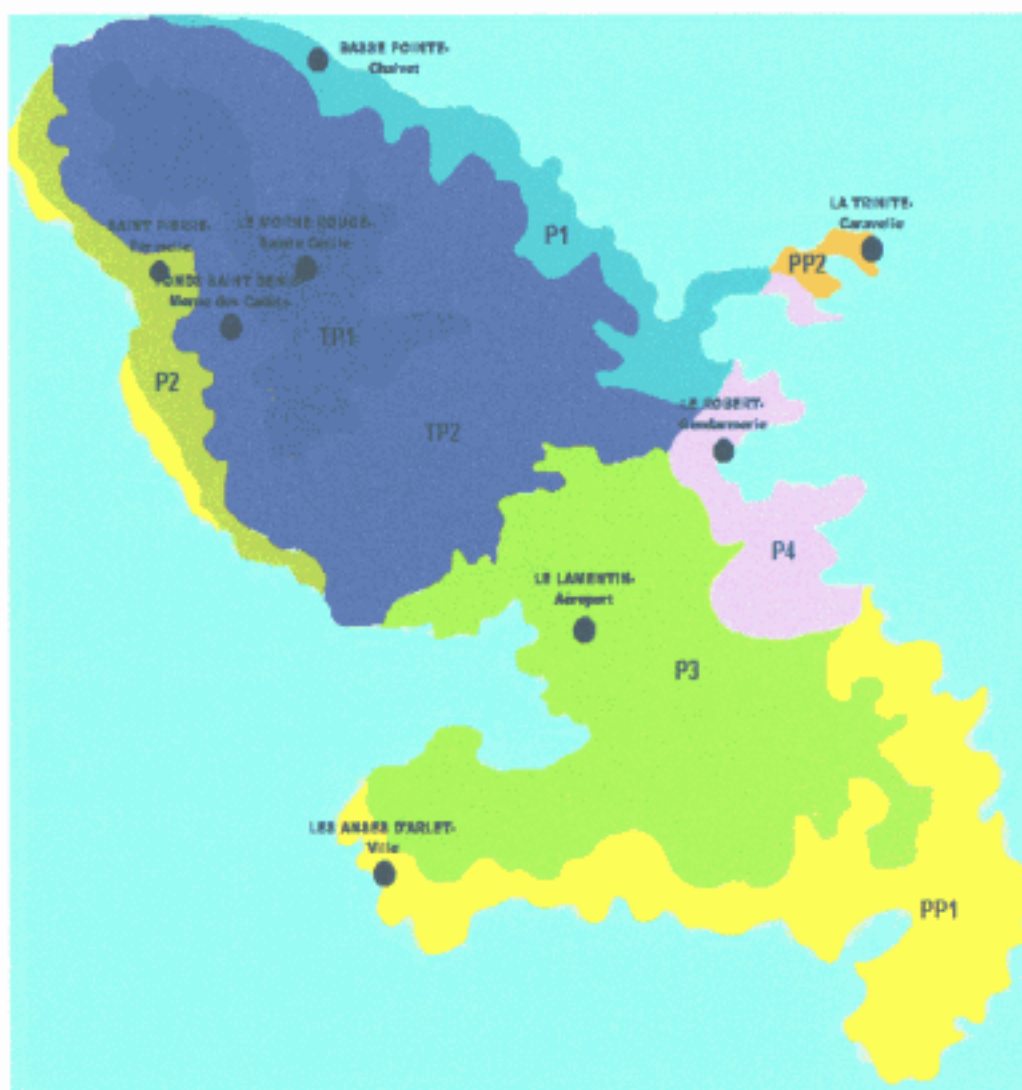 BASSE POINTE-
Chalvet
LA TRINITE-
Caravelle
SAINT PIERRE-
LE MORNE ROUGE-
Sainte Cécile
P1
PP2
FONDS SAINT DENIS-
Morne des Cadets
TP1
P2
LE ROBERT-
Gendarmerie
TP2
P4
LE LAMENTIN-
Aéroport
P3
LES ANSES D'ARLET-
Ville
PP1